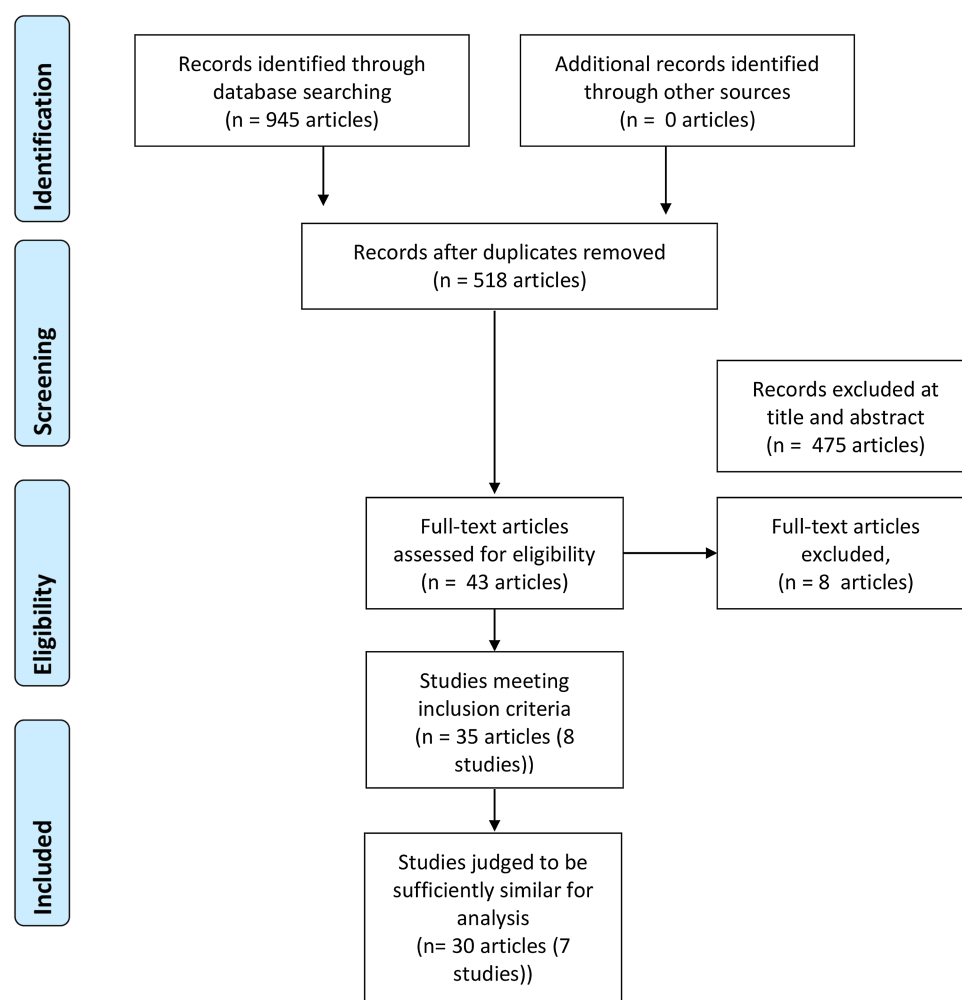 Identification
Records identified through
database searching
(n = 945 articles)
Additional records identified
through other sources
(n =  0 articles)
Records after duplicates removed
(n = 518 articles)
Screening
Records excluded at
title and abstract
(n =  475 articles)
Eligibility
Full-text articles
assessed for eligibility
(n =  43 articles)
Full-text articles
excluded,
(n = 8  articles)
Studies meeting
inclusion criteria
(n = 35 articles (8
studies))
Included
Studies judged to be
sufficiently similar for
analysis
(n= 30 articles (7
studies))